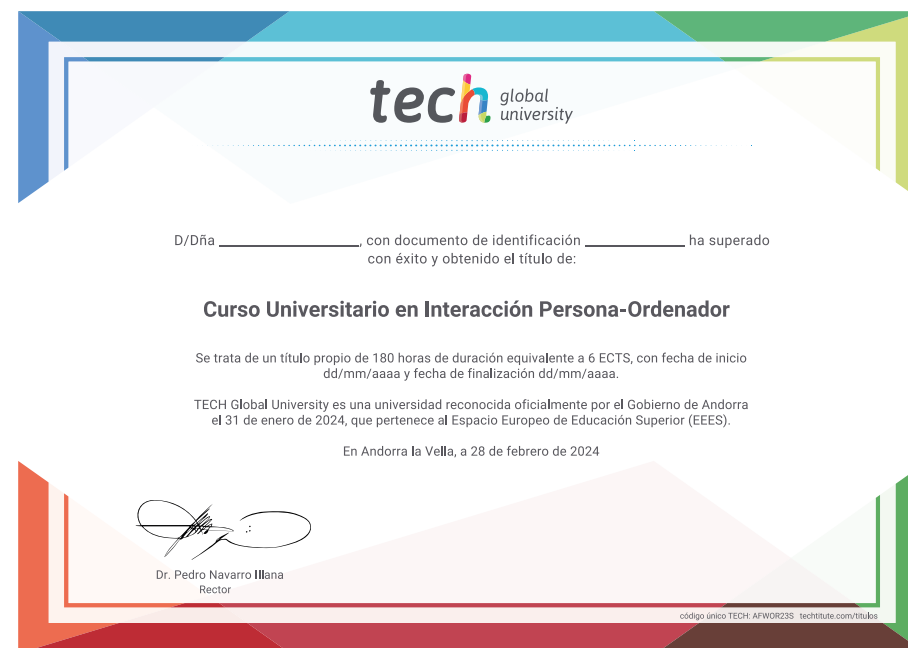 tech global university
D/Dña ____________________, con documento de identificación ______________ ha superado
con éxito y obtenido el título de:
Curso Universitario en Interacción Persona-Ordenador
Se trata de un título propio de 180 horas de duración equivalente a 6 ECTS, con fecha de inicio
dd/mm/aaaa y fecha de finalización dd/mm/aaaa.
TECH Global University es una universidad reconocida oficialmente por el Gobierno de Andorra
el 31 de enero de 2024, que pertenece al Espacio Europeo de Educación Superior (EEES).
En Andorra la Vella, a 28 de febrero de 2024
Dr. Pedro Navarro Illana
Rector
código único TECH: AFWOR23S techtitute.com/titulos